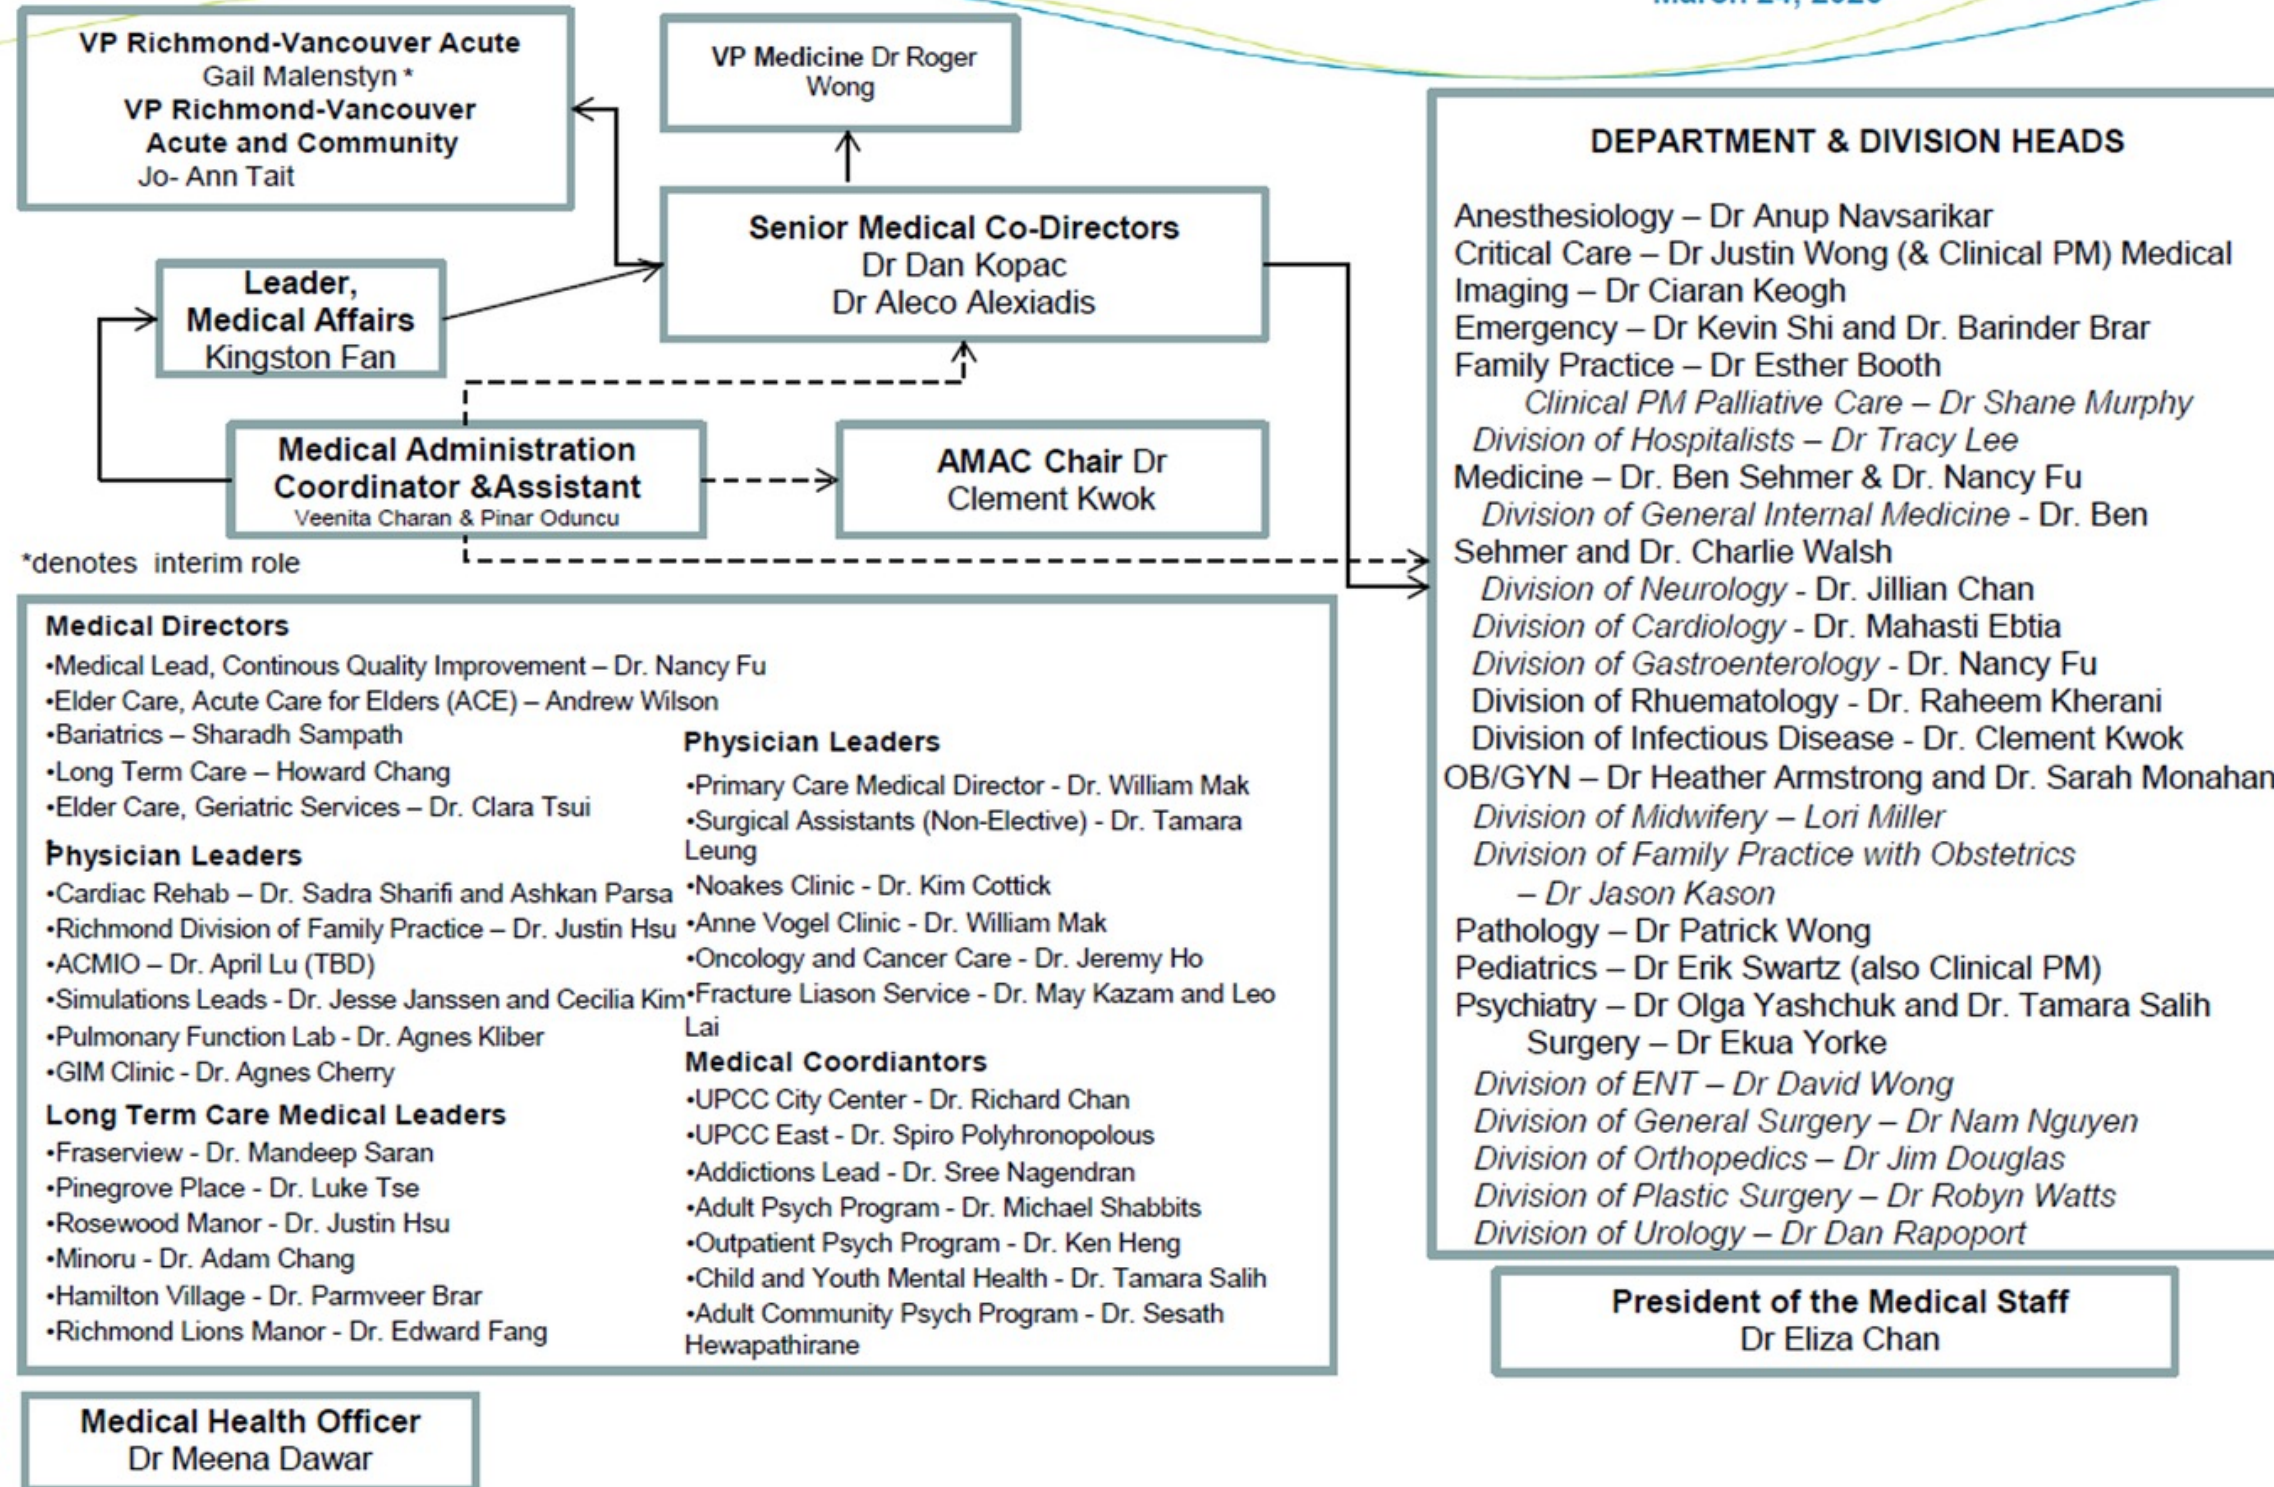 VP Richmond-Vancouver Acute
Gail Malenstyn *
VP Richmond-Vancouver
Acute and Community
Jo- Ann Tait
VP Medicine Dr Roger
Wong
Senior Medical Co-Directors
Dr Dan Kopac
Dr Aleco Alexiadis
Leader,
Medical Affairs
Kingston Fan
Medical Administration
Coordinator &Assistant
Veenita Charan & Pinar Oduncu
AMAC Chair Dr
Clement Kwok
*denotes interim role
Medical Directors
•Medical Lead, Continous Quality Improvement – Dr. Nancy Fu
•Elder Care, Acute Care for Elders (ACE) – Andrew Wilson
•Bariatrics – Sharadh Sampath
•Long Term Care – Howard Chang
•Elder Care, Geriatric Services – Dr. Clara Tsui
Physician Leaders
•Cardiac Rehab – Dr. Sadra Sharifi and Ashkan Parsa
•Richmond Division of Family Practice – Dr. Justin Hsu
•ACMIO – Dr. April Lu (TBD)
•Simulations Leads - Dr. Jesse Janssen and Cecilia Kim
•Pulmonary Function Lab - Dr. Agnes Kliber
•GIM Clinic - Dr. Agnes Cherry
Long Term Care Medical Leaders
•Fraserview - Dr. Mandeep Saran
•Pinegrove Place - Dr. Luke Tse
•Rosewood Manor - Dr. Justin Hsu
•Minoru - Dr. Adam Chang
•Hamilton Village - Dr. Parmveer Brar
•Richmond Lions Manor - Dr. Edward Fang
Physician Leaders
•Primary Care Medical Director - Dr. William Mak
•Surgical Assistants (Non-Elective) - Dr. Tamara
Leung
•Noakes Clinic - Dr. Kim Cottick
•Anne Vogel Clinic - Dr. William Mak
•Oncology and Cancer Care - Dr. Jeremy Ho
•Fracture Liason Service - Dr. May Kazam and Leo
Lai
Medical Coordiantors
•UPCC City Center - Dr. Richard Chan
•UPCC East - Dr. Spiro Polyhronopolous
•Addictions Lead - Dr. Sree Nagendran
•Adult Psych Program - Dr. Michael Shabbits
•Outpatient Psych Program - Dr. Ken Heng
•Child and Youth Mental Health - Dr. Tamara Salih
•Adult Community Psych Program - Dr. Sesath
Hewapathirane
Medical Health Officer
Dr Meena Dawar
DEPARTMENT & DIVISION HEADS
Anesthesiology – Dr Anup Navsarikar
Critical Care – Dr Justin Wong (& Clinical PM) Medical
Imaging – Dr Ciaran Keogh
Emergency – Dr Kevin Shi and Dr. Barinder Brar
Family Practice – Dr Esther Booth
Clinical PM Palliative Care – Dr Shane Murphy
Division of Hospitalists – Dr Tracy Lee
Medicine – Dr. Ben Sehmer & Dr. Nancy Fu
Division of General Internal Medicine - Dr. Ben
Sehmer and Dr. Charlie Walsh
Division of Neurology - Dr. Jillian Chan
Division of Cardiology - Dr. Mahasti Ebtia
Division of Gastroenterology - Dr. Nancy Fu
Division of Rhuematology - Dr. Raheem Kherani
Division of Infectious Disease - Dr. Clement Kwok
OB/GYN – Dr Heather Armstrong and Dr. Sarah Monahan
Division of Midwifery – Lori Miller
Division of Family Practice with Obstetrics
– Dr Jason Kason
Pathology – Dr Patrick Wong
Pediatrics – Dr Erik Swartz (also Clinical PM)
Psychiatry – Dr Olga Yashchuk and Dr. Tamara Salih
Surgery – Dr Ekua Yorke
Division of ENT – Dr David Wong
Division of General Surgery – Dr Nam Nguyen
Division of Orthopedics – Dr Jim Douglas
Division of Plastic Surgery – Dr Robyn Watts
Division of Urology – Dr Dan Rapoport
President of the Medical Staff
Dr Eliza Chan